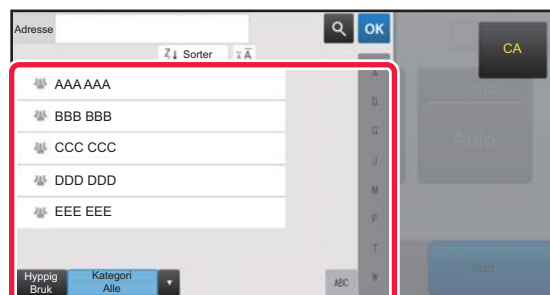 Adresse
OK
CA
Sorter
AAA AAA
BBB BBB
CCC CCC
DDD DDD
EEE EEE
A
D
G
J
M
P
T
W
Original
Auto
Hyppig
Bruk
Kategori
Alle
ABC
Start